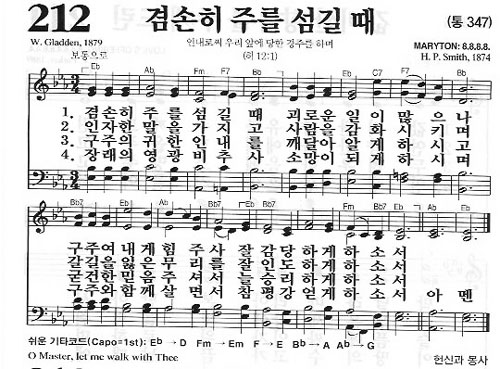 212 겸손히 주를 섬길 때 (통 347)
W. Gladden, 1879 인내로써 우리 앞에 당한 경주를 하며 MARYTON: 8.8.8.8.
보통으로 (히 12:1) H. P. Smith, 1874
Eb Ab Fm F7 Bb Bb7 Eb C7 F7 Bb
1. 겸손히 주를 섬길 때 괴로운 일이 많으나
2. 인자한 말을 가지고 사람을 감화시키며
3. 구주의 귀한 인내를 깨달아 알게 하시고
4. 장래의 영광 비추사 소망이 되게 하시며
Bb7 Eb Bb7 Eb Ab Eb Bb7 Eb Ab Eb
구주여 내게 힘 주사 잘 감당하게 하소서
갈 길을 잃은 무리를 잘 인도하게 하소서
굳건한 믿음 주셔서 늘 승리하게 하소서
구주와 함께 살면서 참 평강 얻게 하소서 아멘
쉬운 기타코드(Capo=1st): Eb → D Fm → Em F → E Bb → A Ab → G
O Master, let me walk with Thee 헌신과 봉사